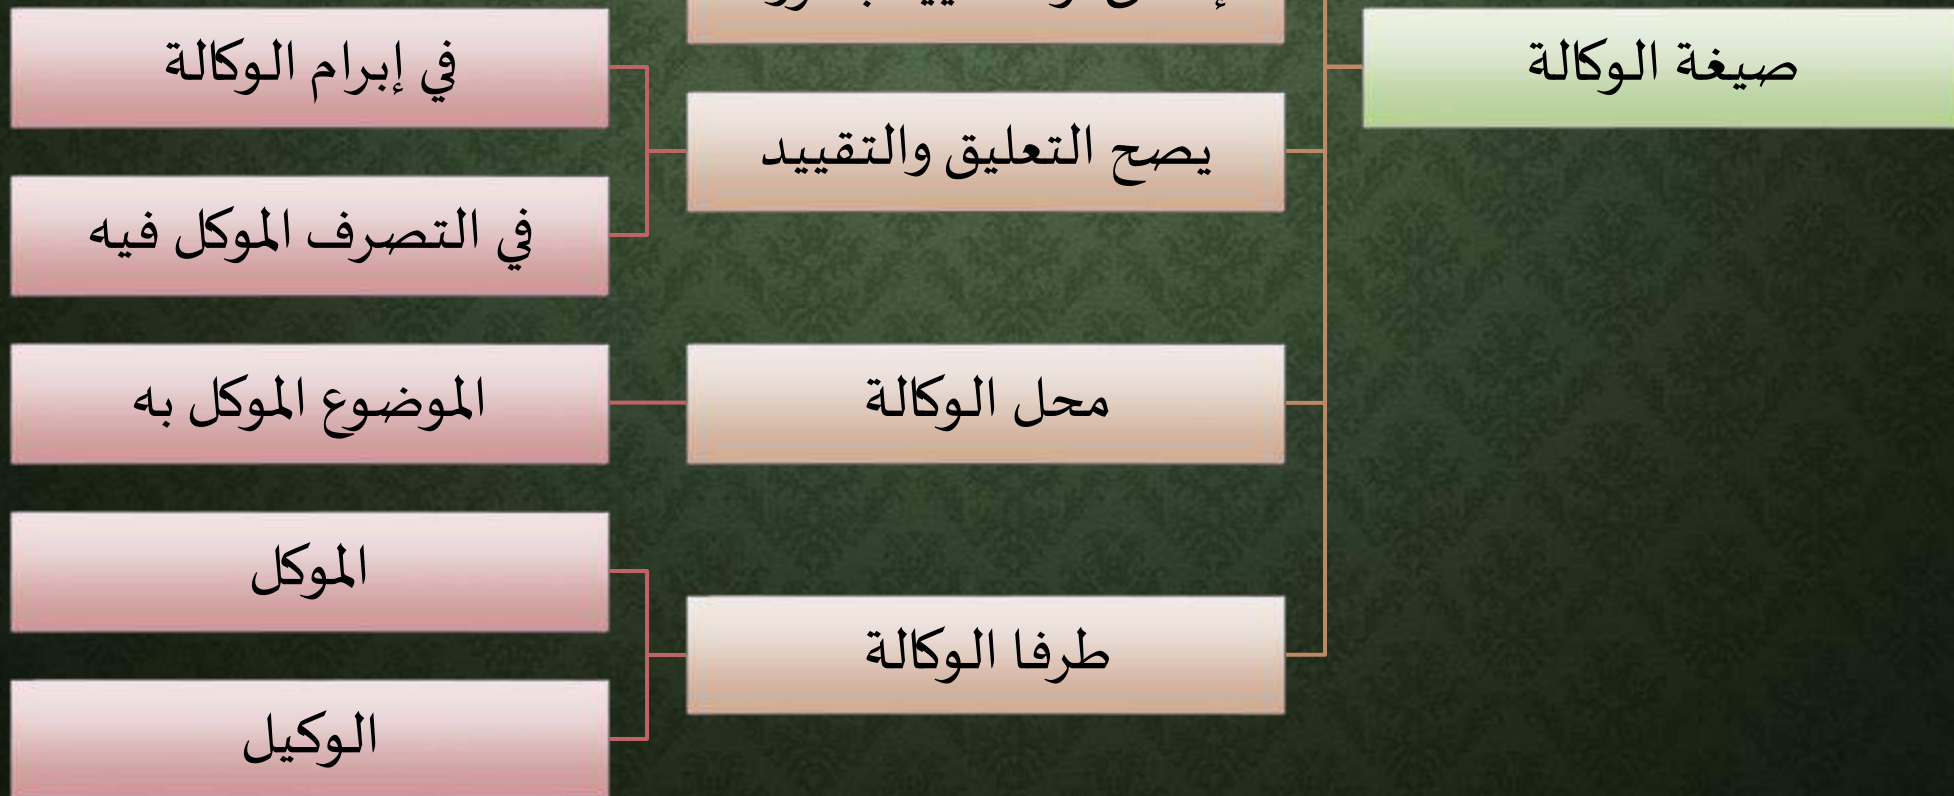 صيغة الوكالة
يصح التعليق والتقييد
في إبرام الوكالة
في التصرف الموكل فيه
محل الوكالة
الموضوع الموكل به
طرفا الوكالة
الموكل
الوكيل